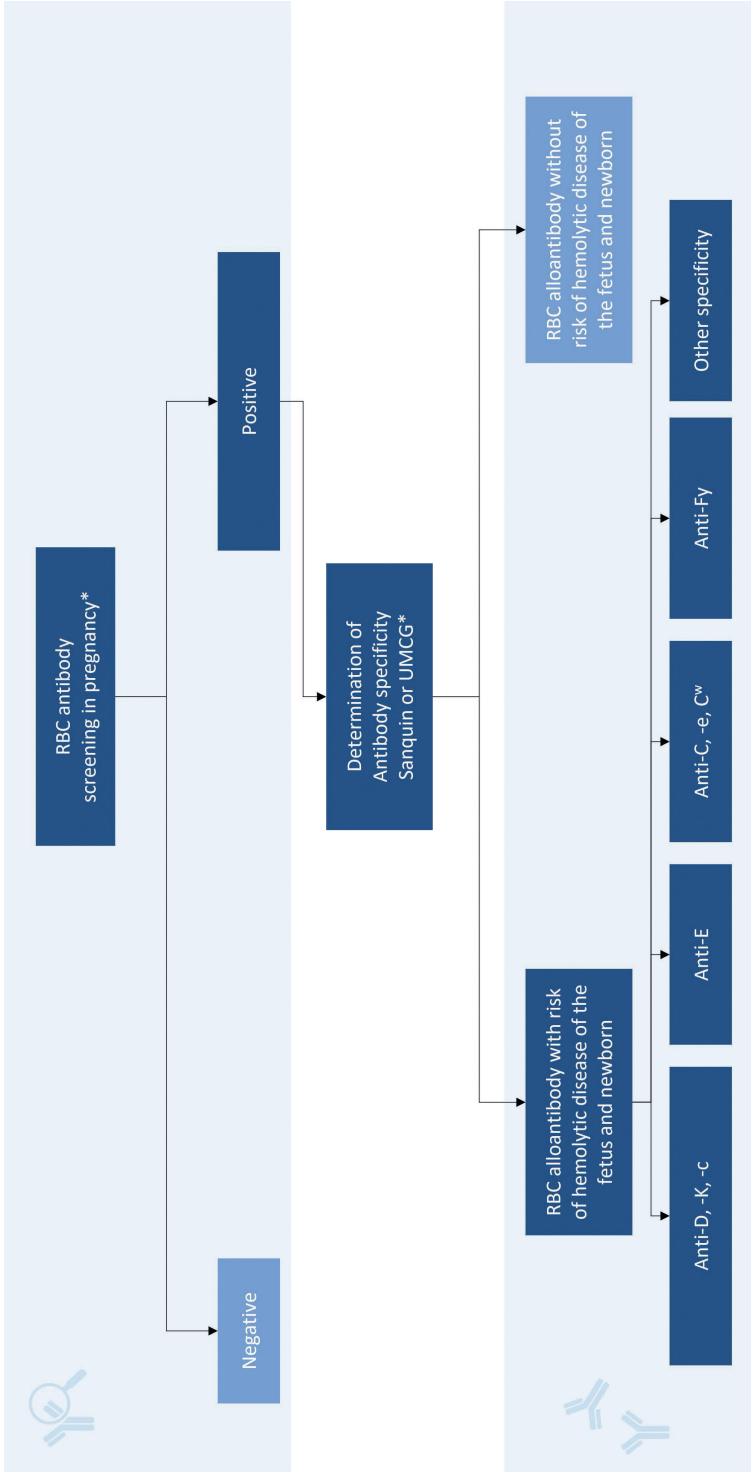 RBC antibody
screening in pregnancy*
Negative
Positive
Determination of
Antibody specificity
Sanquin or UMCG*
RBC alloantibody with risk
of hemolytic disease of the
fetus and newborn
RBC alloantibody without
risk of hemolytic disease of
the fetus and newborn
Anti-D, -K, -c
Anti-E
Anti-C, -e, Cʷ
Anti-Fy
Other specificity